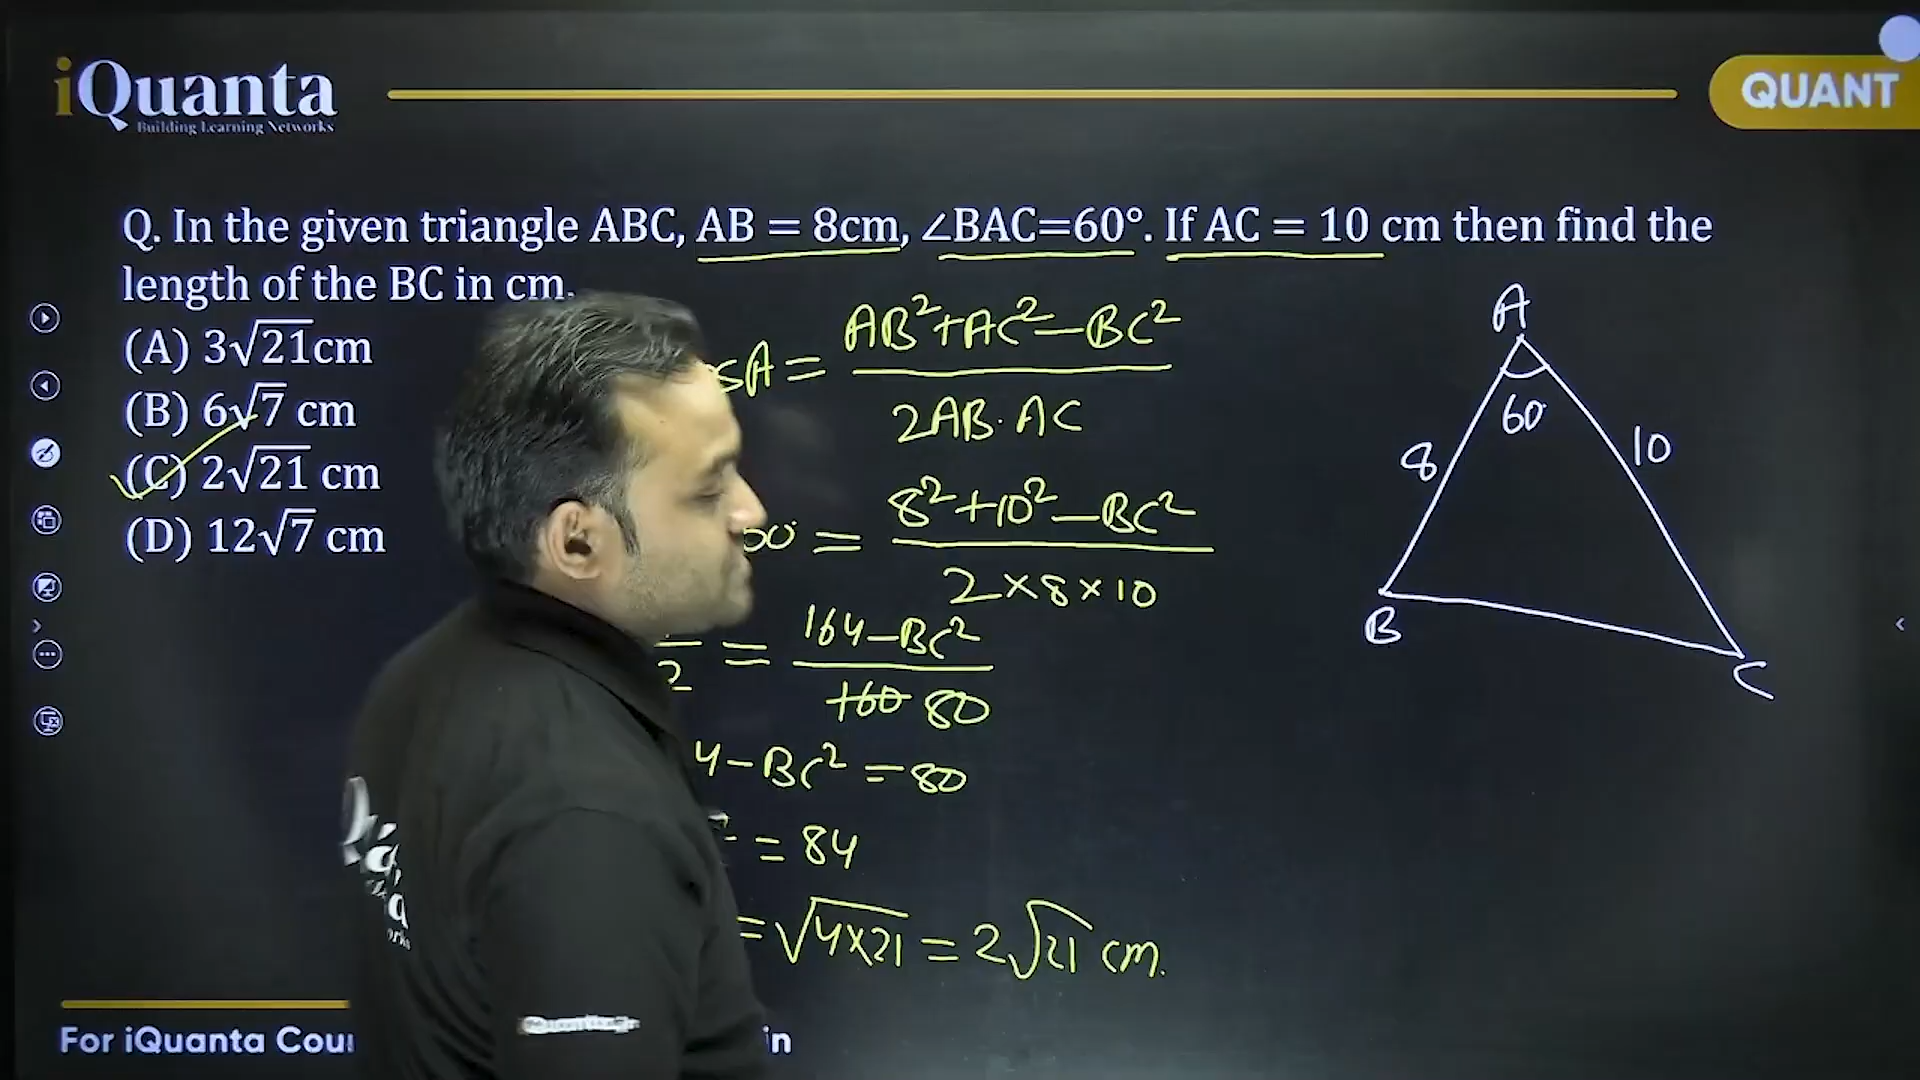 iQuanta
Building Learning Networks
QUANT
Q. In the given triangle ABC, AB = 8cm, ∠BAC=60°. If AC = 10 cm then find the
length of the BC in cm.
(A) 3√21cm
(B) 6√7 cm
(C) 2√21 cm
(D) 12√7 cm
sA = AB²+AC²-BC² / 2AB·AC
= 8²+10²-BC² / 2×8×10
2 = 164-BC² / 160 80
4-BC² = 80
= 84
= √4×21 = 2√21 cm.
A
60°
8
10
B
C
For iQuanta Cou
in